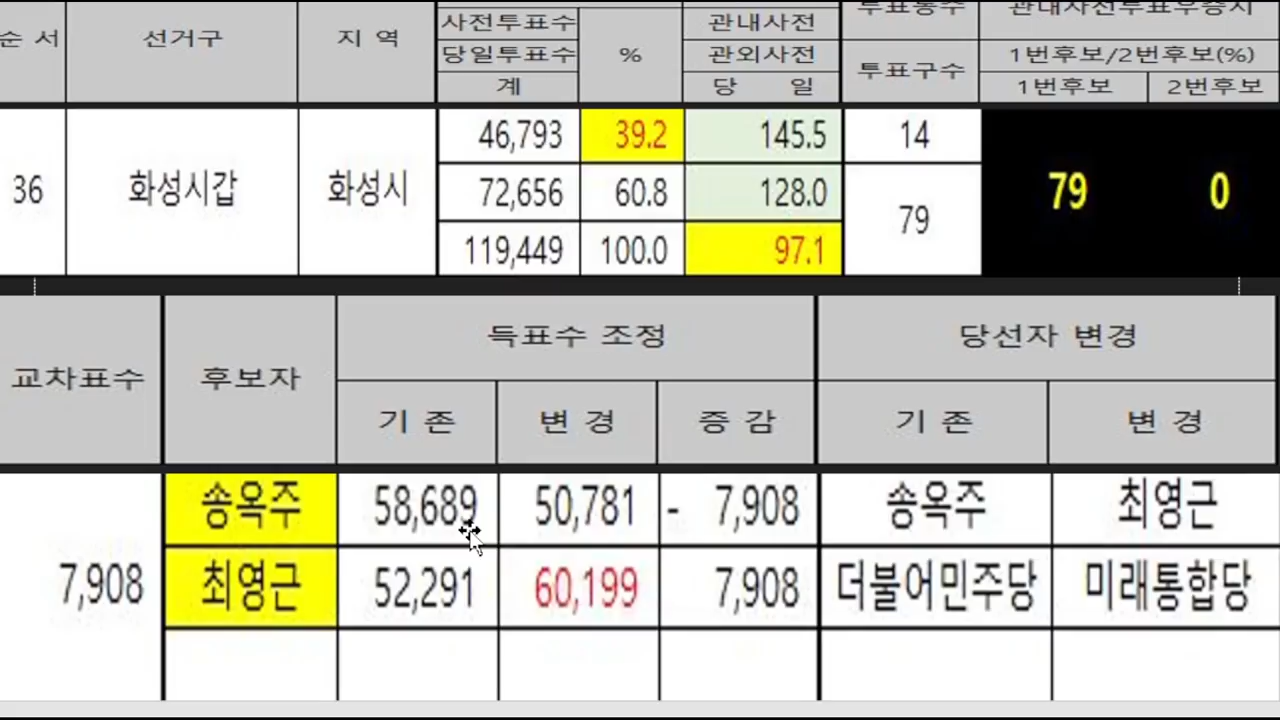 순 서 선거구 지 역 사전투표수 당일투표수 계 % 관내사전 관외사전 당 일 투표동수 투표구수 관내사전투표우증지 1번후보/2번후보(%) 1번후보 2번후보
36 화성시갑 화성시 46,793 39.2 145.5 14 79 0
72,656 60.8 128.0 79
119,449 100.0 97.1
교차표수 후보자 득표수 조정 당선자 변경
기 존 변 경 증 감 기 존 변 경
송옥주 58,689 50,781 - 7,908 송옥주 최영근
7,908 최영근 52,291 60,199 7,908 더불어민주당 미래통합당